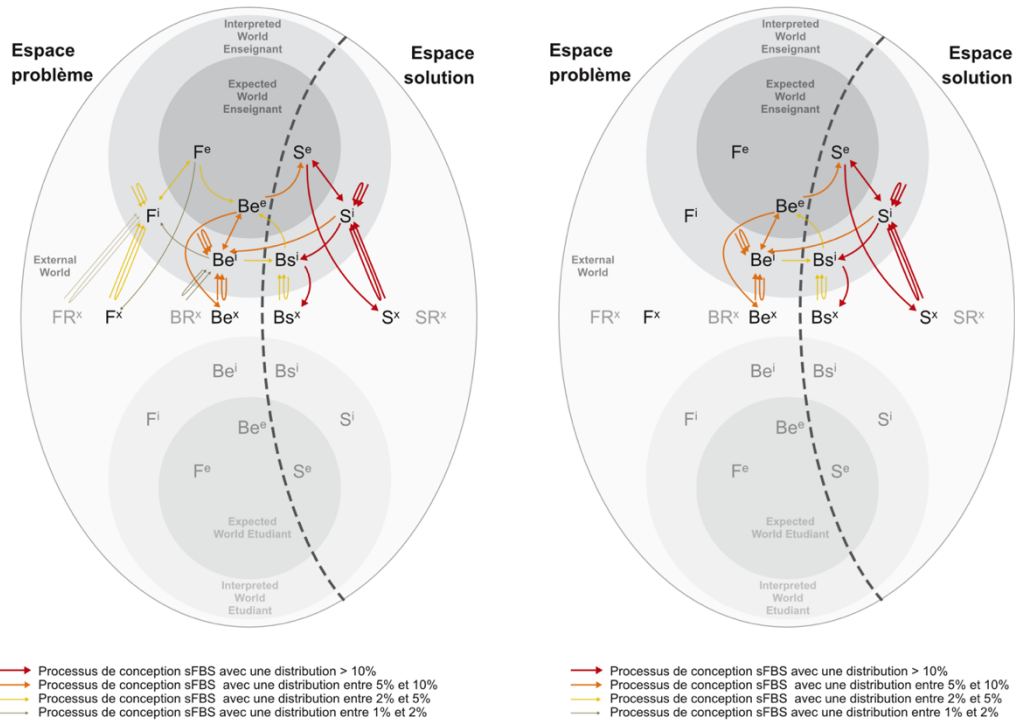 Interpreted
World
Enseignant
Espace
problème
Espace
solution
Expected
World
Enseignant
Fᵉ
Sᵉ
Beᵉ
Fⁱ
Sⁱ
External
World
Beⁱ
Bsⁱ
FRˣ
Fˣ
BRˣ
Beˣ
Bsˣ
Sˣ
SRˣ
Beⁱ
Bsⁱ
Fⁱ
Sⁱ
Beᵉ
Fᵉ
Sᵉ
Expected
World Etudiant
Interpreted
World
Etudiant
Processus de conception sFBS avec une distribution > 10%
Processus de conception sFBS avec une distribution entre 5% et 10%
Processus de conception sFBS avec une distribution entre 2% et 5%
Processus de conception sFBS avec une distribution entre 1% et 2%
Interpreted
World
Enseignant
Espace
problème
Espace
solution
Expected
World
Enseignant
Fᵉ
Sᵉ
Beᵉ
Fⁱ
Sⁱ
External
World
Beⁱ
Bsⁱ
FRˣ
Fˣ
BRˣ
Beˣ
Bsˣ
Sˣ
SRˣ
Beⁱ
Bsⁱ
Fⁱ
Sⁱ
Beᵉ
Fᵉ
Sᵉ
Expected
World Etudiant
Interpreted
World
Etudiant
Processus de conception sFBS avec une distribution > 10%
Processus de conception sFBS avec une distribution entre 5% et 10%
Processus de conception sFBS avec une distribution entre 2% et 5%
Processus de conception sFBS avec une distribution entre 1% et 2%